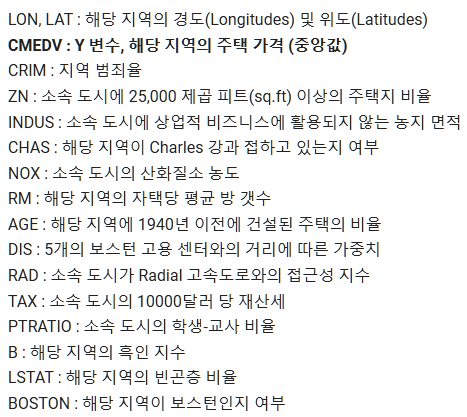 LON, LAT : 해당 지역의 경도(Longitudes) 및 위도(Latitudes)
CMEDV : Y 변수, 해당 지역의 주택 가격 (중앙값)
CRIM : 지역 범죄율
ZN : 소속 도시에 25,000 제곱 피트(sq.ft) 이상의 주택지 비율
INDUS : 소속 도시에 상업적 비즈니스에 활용되지 않는 농지 면적
CHAS : 해당 지역이 Charles 강과 접하고 있는지 여부
NOX : 소속 도시의 산화질소 농도
RM : 해당 지역의 자택당 평균 방 갯수
AGE : 해당 지역에 1940년 이전에 건설된 주택의 비율
DIS : 5개의 보스턴 고용 센터와의 거리에 따른 가중치
RAD : 소속 도시가 Radial 고속도로와의 접근성 지수
TAX : 소속 도시의 10000달러 당 재산세
PTRATIO : 소속 도시의 학생-교사 비율
B : 해당 지역의 흑인 지수
LSTAT : 해당 지역의 빈곤층 비율
BOSTON : 해당 지역이 보스턴인지 여부